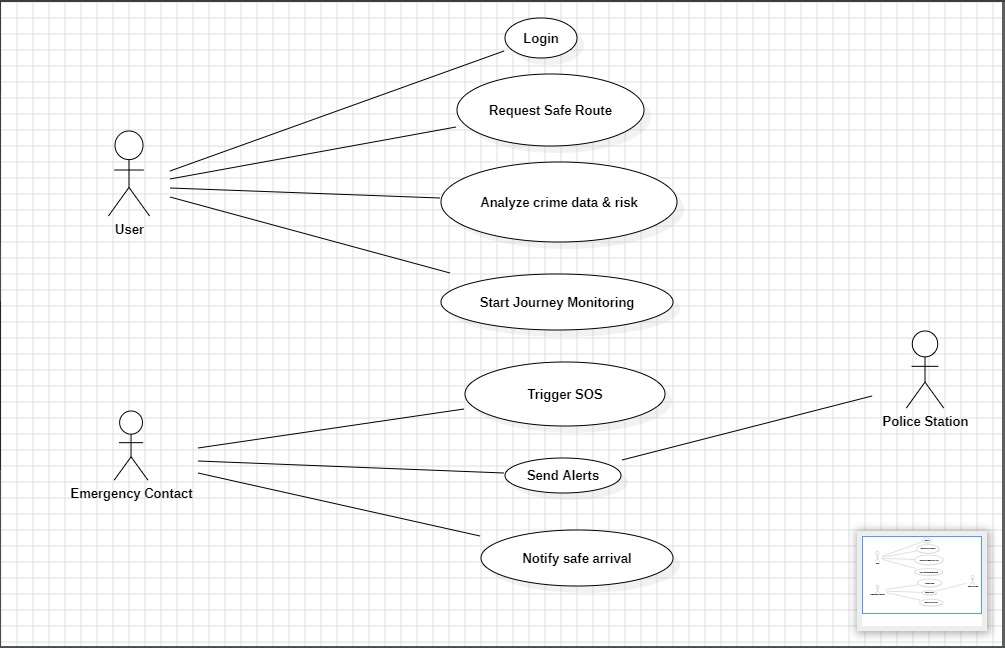 Login
Request Safe Route
Analyze crime data & risk
User
Start Journey Monitoring
Trigger SOS
Police Station
Send Alerts
Emergency Contact
Notify safe arrival